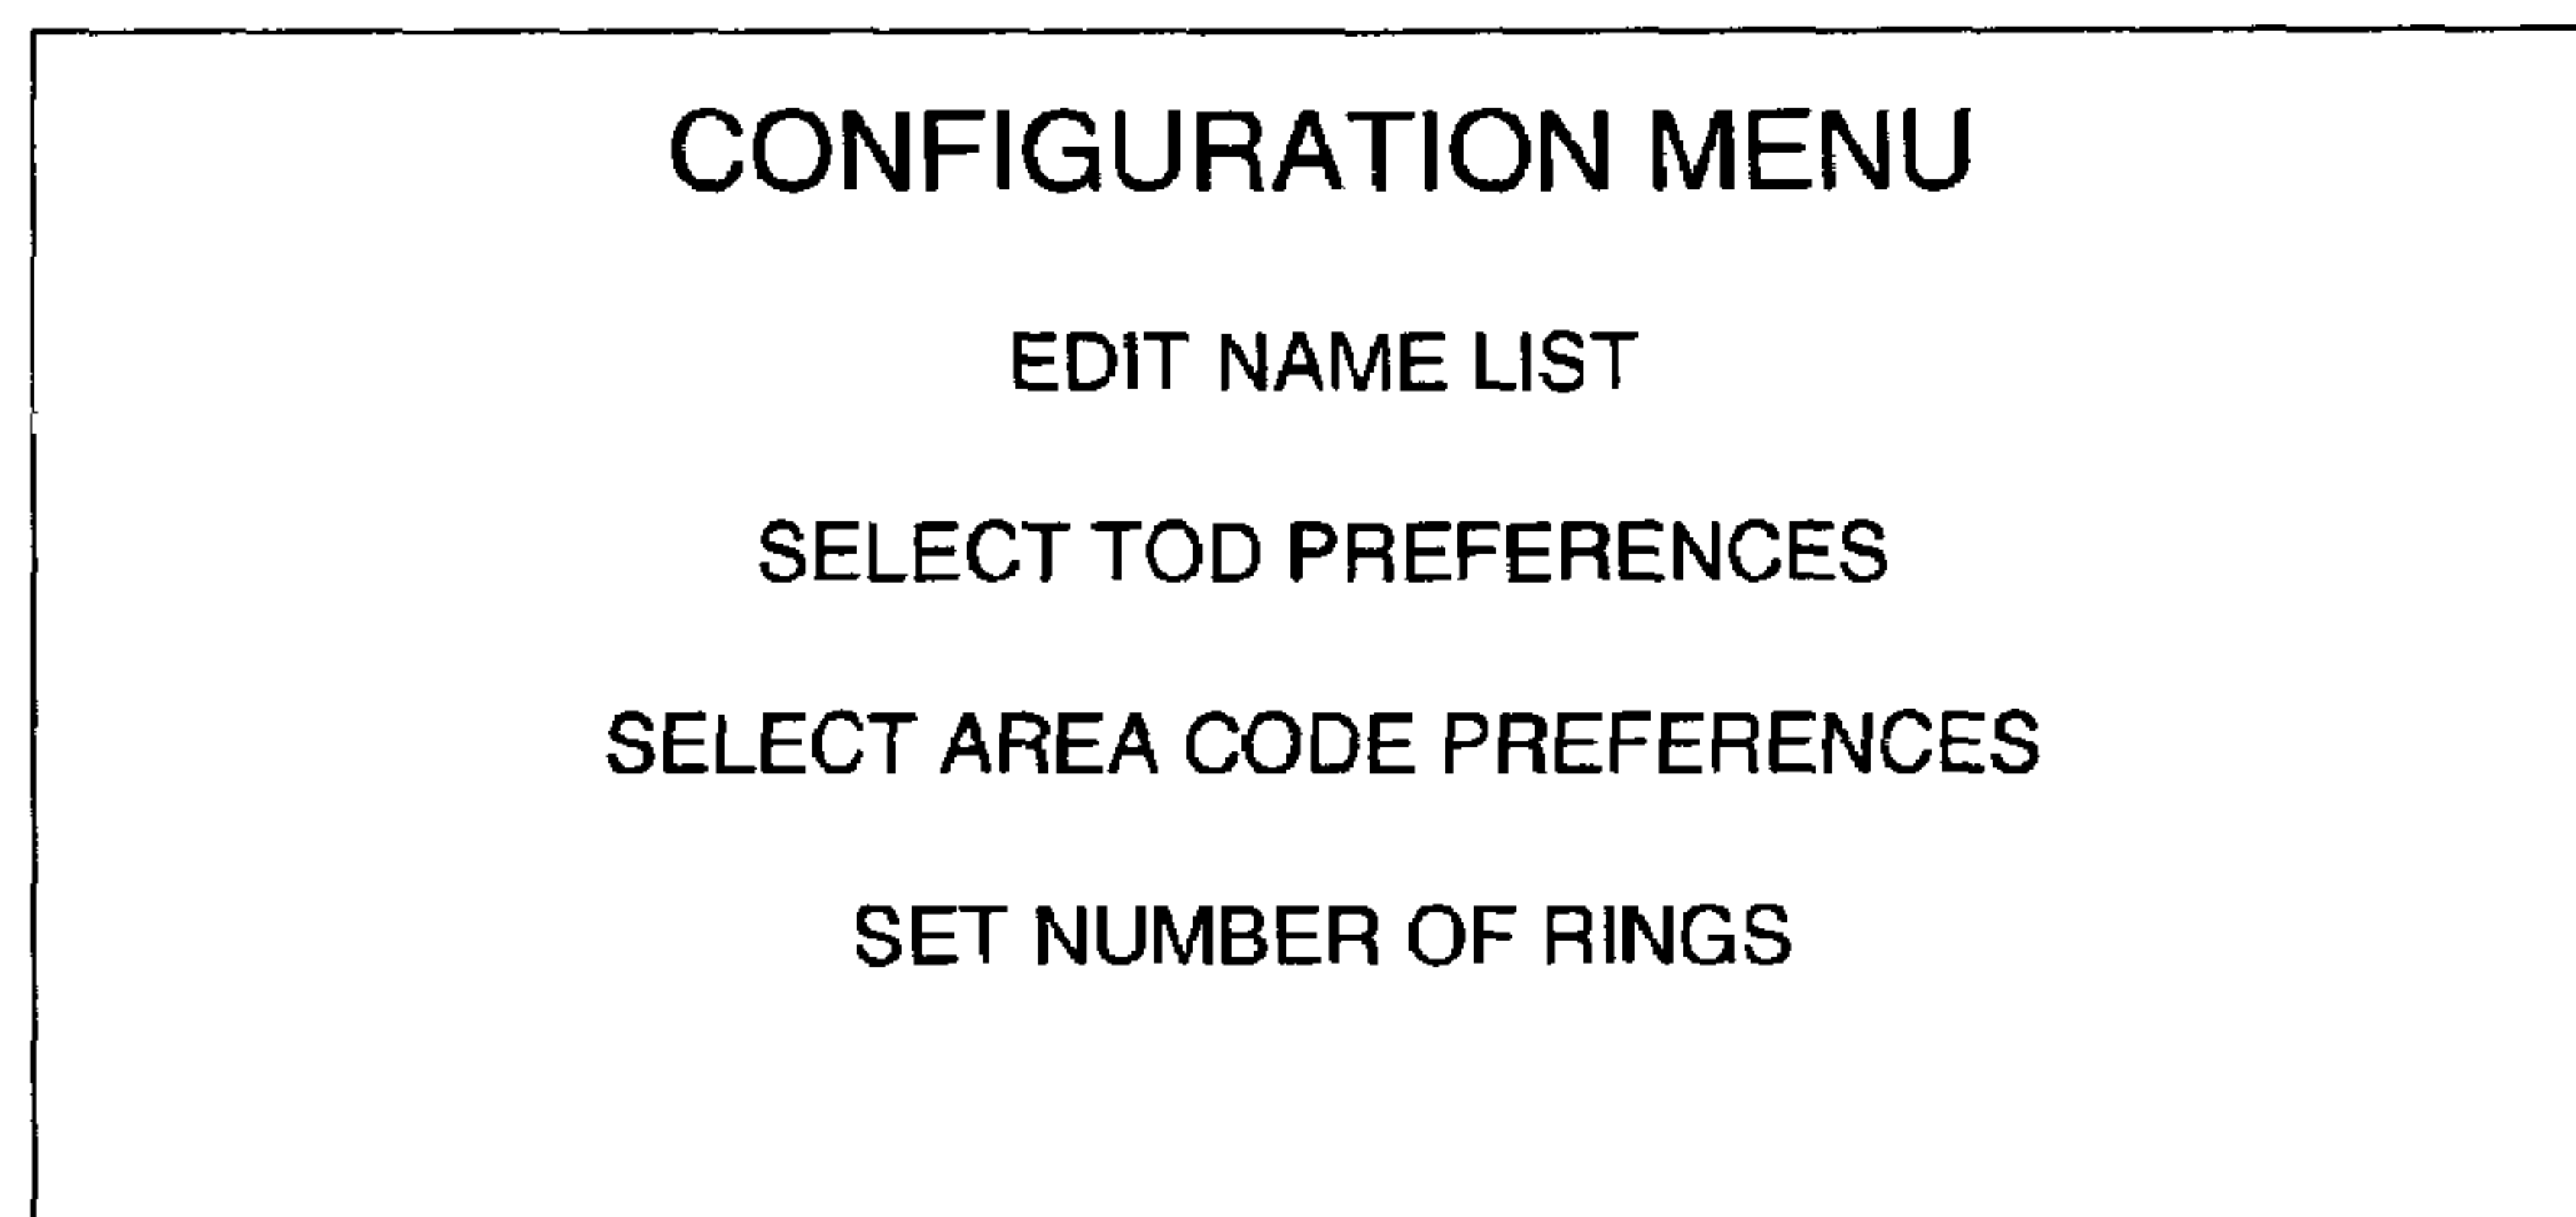 CONFIGURATION MENU
EDIT NAME LIST
SELECT TOD PREFERENCES
SELECT AREA CODE PREFERENCES
SET NUMBER OF RINGS